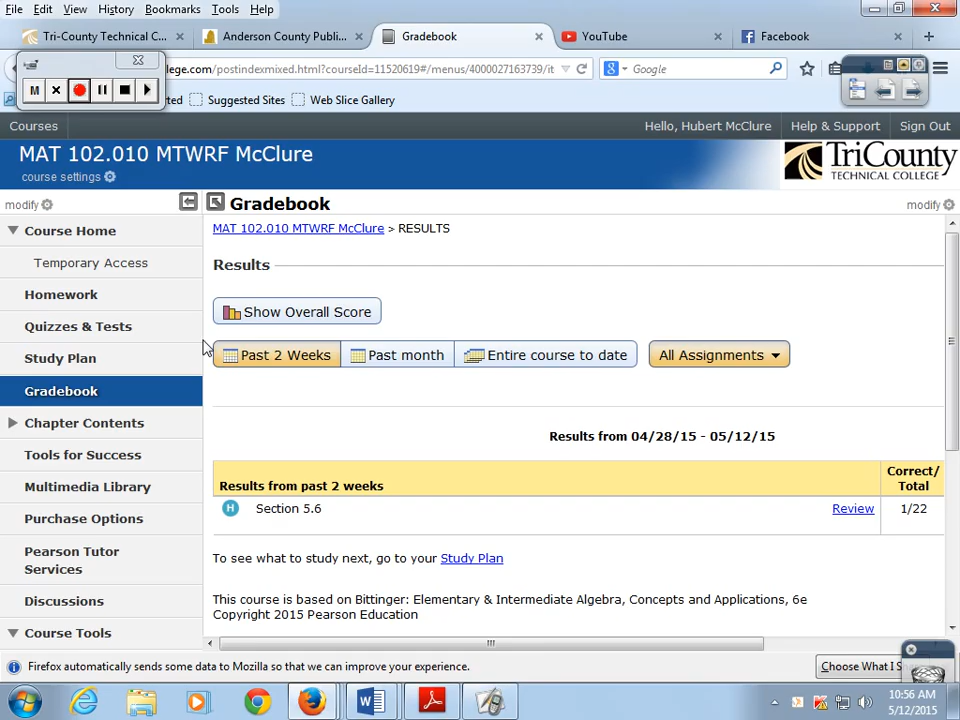 File Edit View History Bookmarks Tools Help
Tri-County Technical C... × Anderson County Publi... × Gradebook × YouTube × Facebook × +
ege.com/postindexmixed.html?courseId=11520619#/menus/4000027163739/it Google
M Suggested Sites Web Slice Gallery
Courses Hello, Hubert McClure Help & Support Sign Out
MAT 102.010 MTWRF McClure
course settings
TriCounty
TECHNICAL COLLEGE
modify Gradebook modify
Course Home
Temporary Access
Homework
Quizzes & Tests
Study Plan
Gradebook
Chapter Contents
Tools for Success
Multimedia Library
Purchase Options
Pearson Tutor
Services
Discussions
Course Tools
MAT 102.010 MTWRF McClure > RESULTS
Results
Show Overall Score
Past 2 Weeks Past month Entire course to date All Assignments
Results from 04/28/15 - 05/12/15
Results from past 2 weeks Correct/
Total
H Section 5.6 Review 1/22
To see what to study next, go to your Study Plan
This course is based on Bittinger: Elementary & Intermediate Algebra, Concepts and Applications, 6e
Copyright 2015 Pearson Education
Firefox automatically sends some data to Mozilla so that we can improve your experience. Choose What I
10:56 AM
5/12/2015